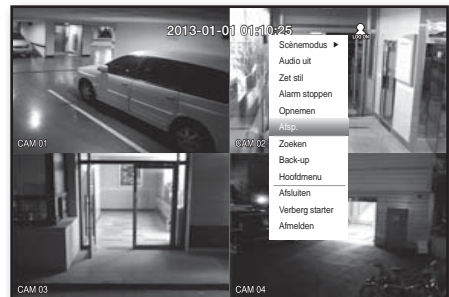 2013-01-01 01:10:25
LOG ON
Scènemodus ▶
Audio uit
Zet stil
Alarm stoppen
Opnemen
Afsp.
Zoeken
Back-up
Hoofdmenu
Afsluiten
Verberg starter
Afmelden
CAM 01
CAM 02
CAM 03
CAM 04